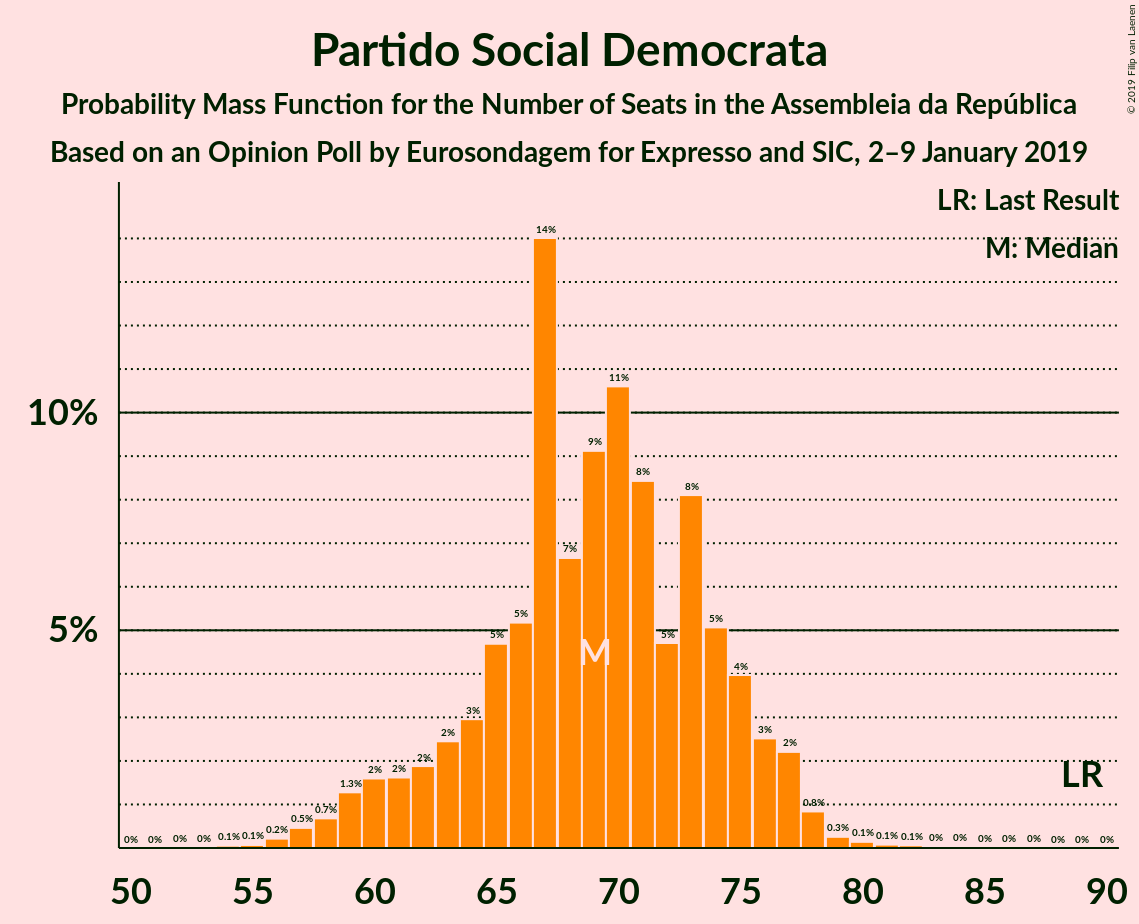 Partido Social Democrata
Probability Mass Function for the Number of Seats in the Assembleia da República
Based on an Opinion Poll by Eurosondagem for Expresso and SIC, 2–9 January 2019
© 2019 Filip van Laenen
LR: Last Result
M: Median
10%
5%
0% 0% 0% 0% 0.1% 0.1% 0.2% 0.5% 0.7% 1.3% 2% 2% 2% 2% 3% 5% 5% 14% 7% 9% 11% 8% 5% 8% 5% 4% 3% 2% 0.8% 0.3% 0.1% 0.1% 0.1% 0% 0% 0% 0% 0% 0% 0% 0%
M
LR
50 55 60 65 70 75 80 85 90